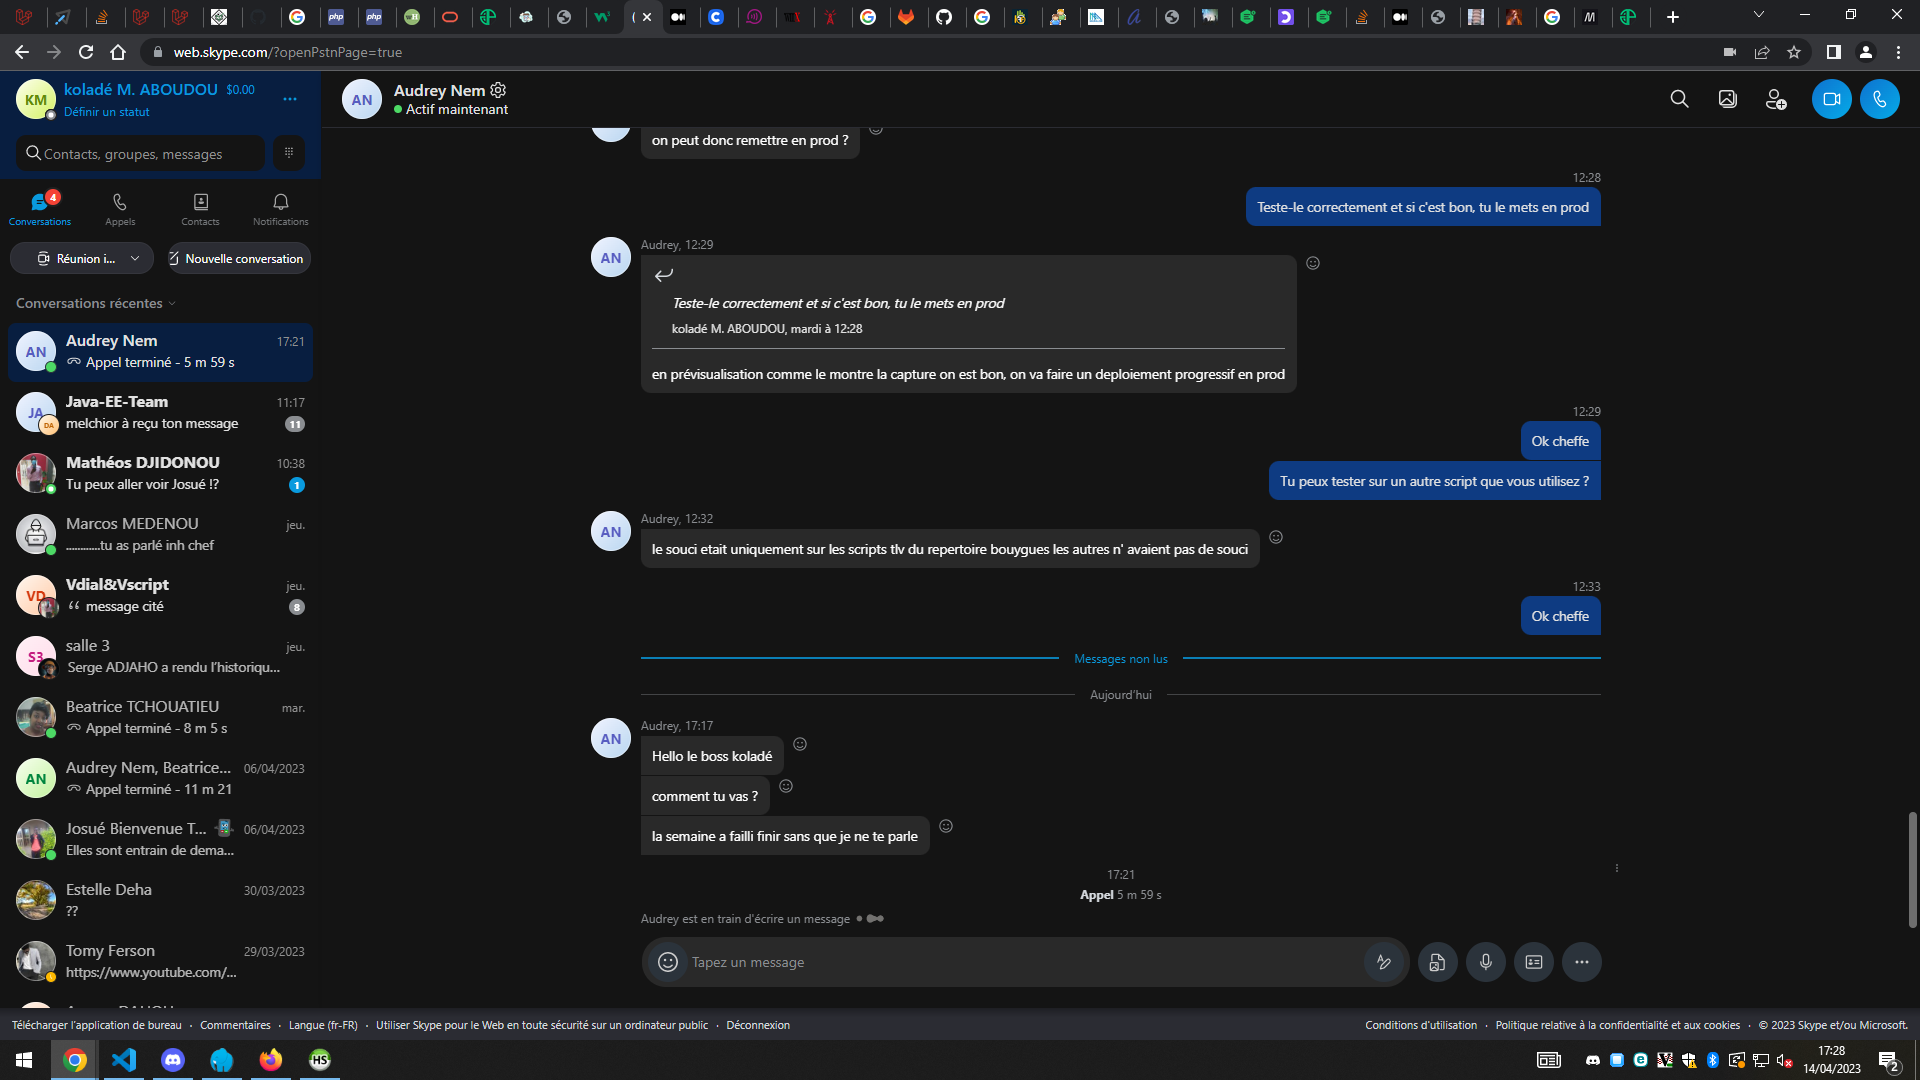 web.skype.com/?openPstnPage=true
KM
koladé M. ABOUDOU $0.00
Définir un statut
Contacts, groupes, messages
4
Conversations
Appels
Contacts
Notifications
Réunion i...
Nouvelle conversation
Conversations récentes
AN
Audrey Nem 17:21
Appel terminé - 5 m 59 s
JA
DA
Java-EE-Team 11:17
melchior à reçu ton message 11
Mathéos DJIDONOU 10:38
Tu peux aller voir Josué !? 1
Marcos MEDENOU jeu.
............tu as parlé inh chef
VD
Vdial&Vscript jeu.
message cité 8
S3
salle 3 jeu.
Serge ADJAHO a rendu l'historiqu...
Beatrice TCHOUATIEU mar.
Appel terminé - 8 m 5 s
AN
Audrey Nem, Beatrice... 06/04/2023
Appel terminé - 11 m 21
Josué Bienvenue T... 06/04/2023
Elles sont entrain de dema...
Estelle Deha 30/03/2023
??
Tomy Ferson 29/03/2023
https://www.youtube.com/...
AN
Audrey Nem
Actif maintenant
on peut donc remettre en prod ?
12:28
Teste-le correctement et si c'est bon, tu le mets en prod
AN
Audrey, 12:29
Teste-le correctement et si c'est bon, tu le mets en prod
koladé M. ABOUDOU, mardi à 12:28
en prévisualisation comme le montre la capture on est bon, on va faire un deploiement progressif en prod
12:29
Ok cheffe
Tu peux tester sur un autre script que vous utilisez ?
AN
Audrey, 12:32
le souci etait uniquement sur les scripts tlv du repertoire bouygues les autres n' avaient pas de souci
12:33
Ok cheffe
Messages non lus
Aujourd'hui
AN
Audrey, 17:17
Hello le boss koladé
comment tu vas ?
la semaine a failli finir sans que je ne te parle
17:21
Appel 5 m 59 s
Audrey est en train d'écrire un message
Tapez un message
Télécharger l'application de bureau · Commentaires · Langue (fr-FR) · Utiliser Skype pour le Web en toute sécurité sur un ordinateur public · Déconnexion
Conditions d'utilisation · Politique relative à la confidentialité et aux cookies · © 2023 Skype et/ou Microsoft.
HS
17:28
14/04/2023
2